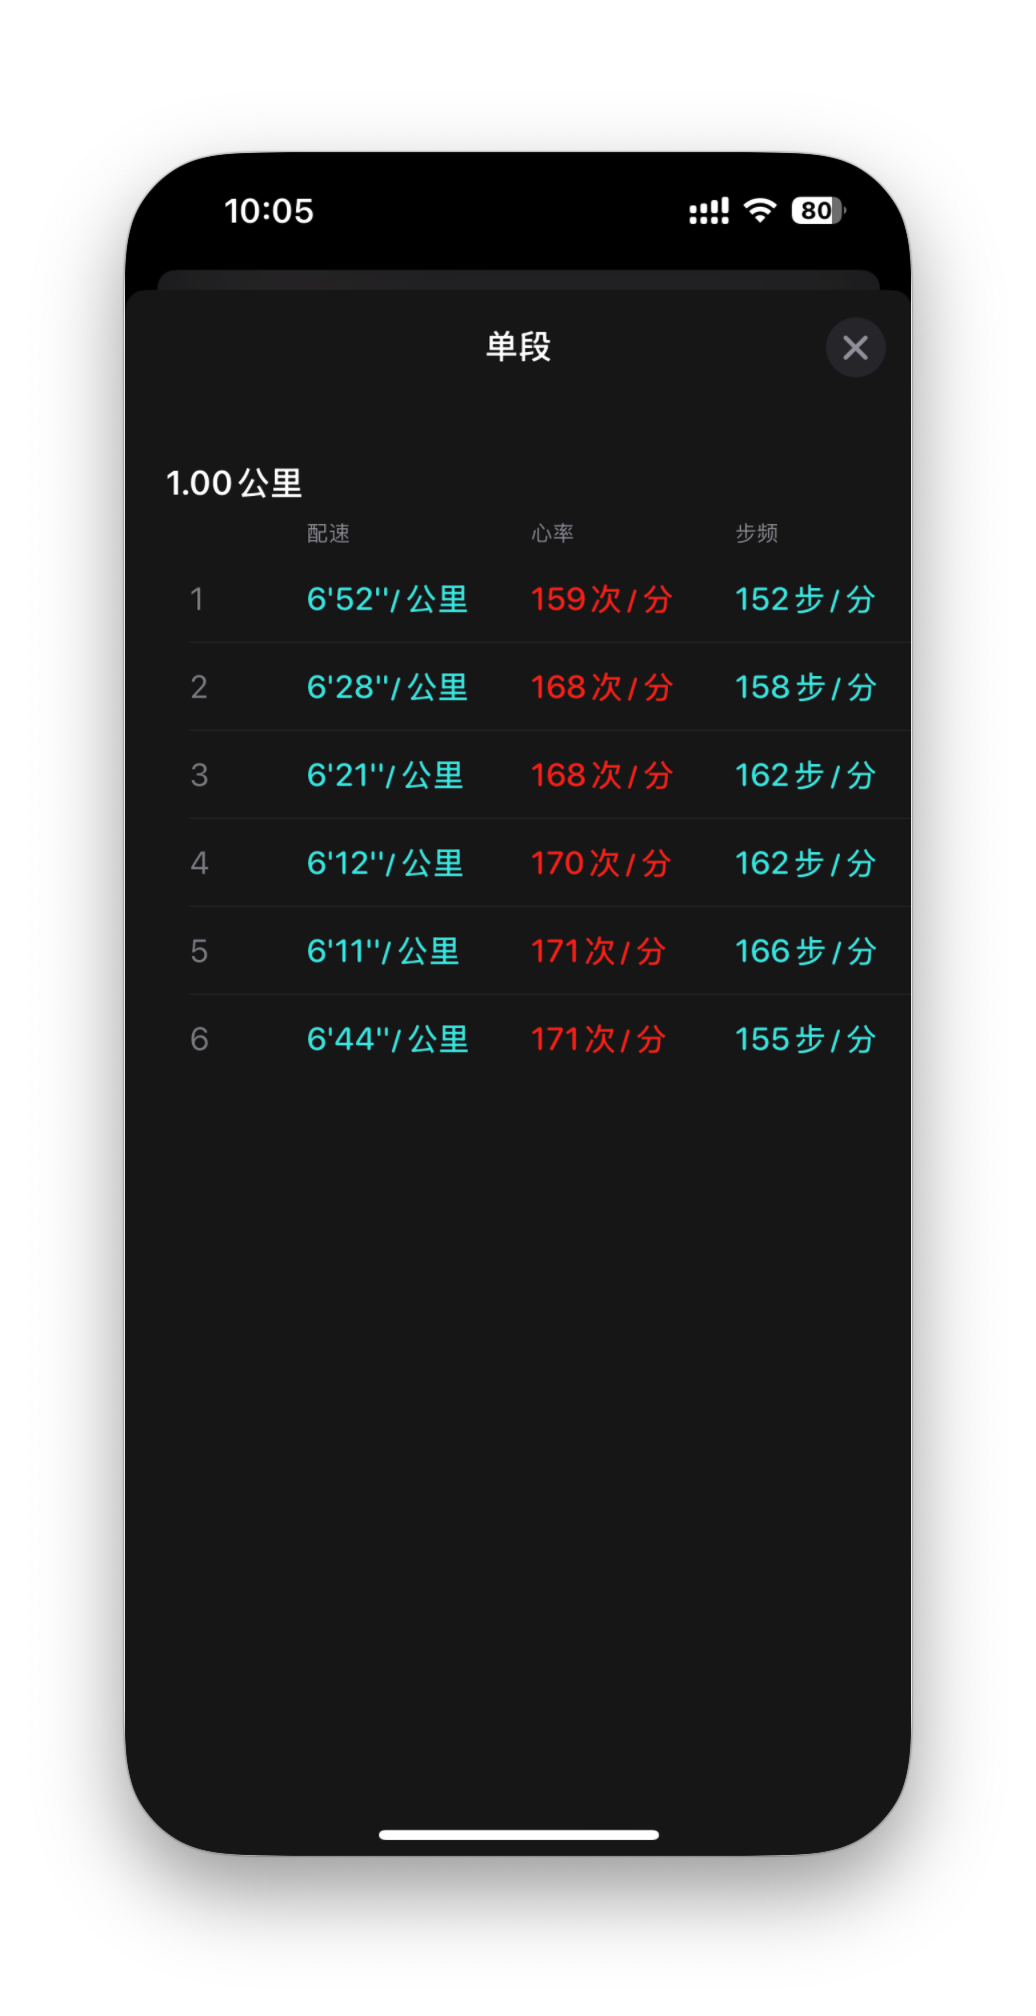 10:05 80
单段
1.00公里
配速 心率 步频
1 6'52''/公里 159次/分 152步/分
2 6'28''/公里 168次/分 158步/分
3 6'21''/公里 168次/分 162步/分
4 6'12''/公里 170次/分 162步/分
5 6'11''/公里 171次/分 166步/分
6 6'44''/公里 171次/分 155步/分